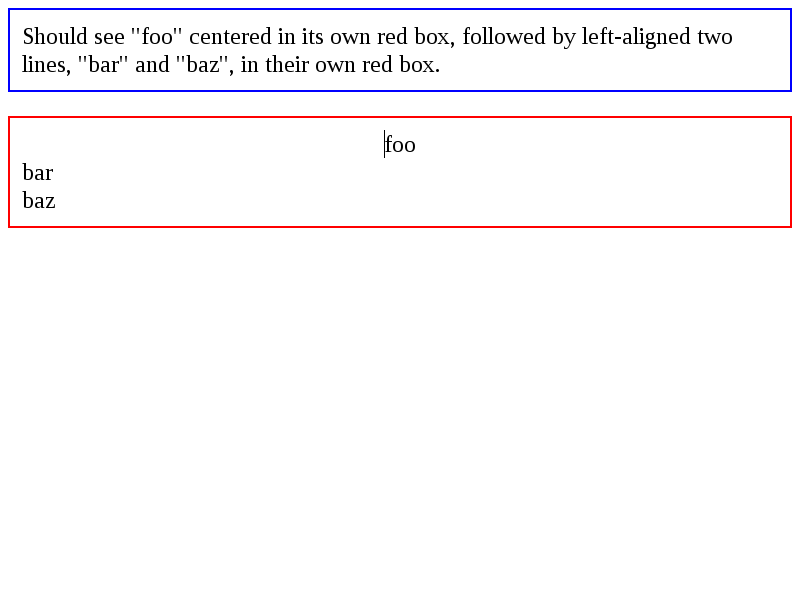 Should see "foo" centered in its own red box, followed by left-aligned two
lines, "bar" and "baz", in their own red box.
foo
bar
baz